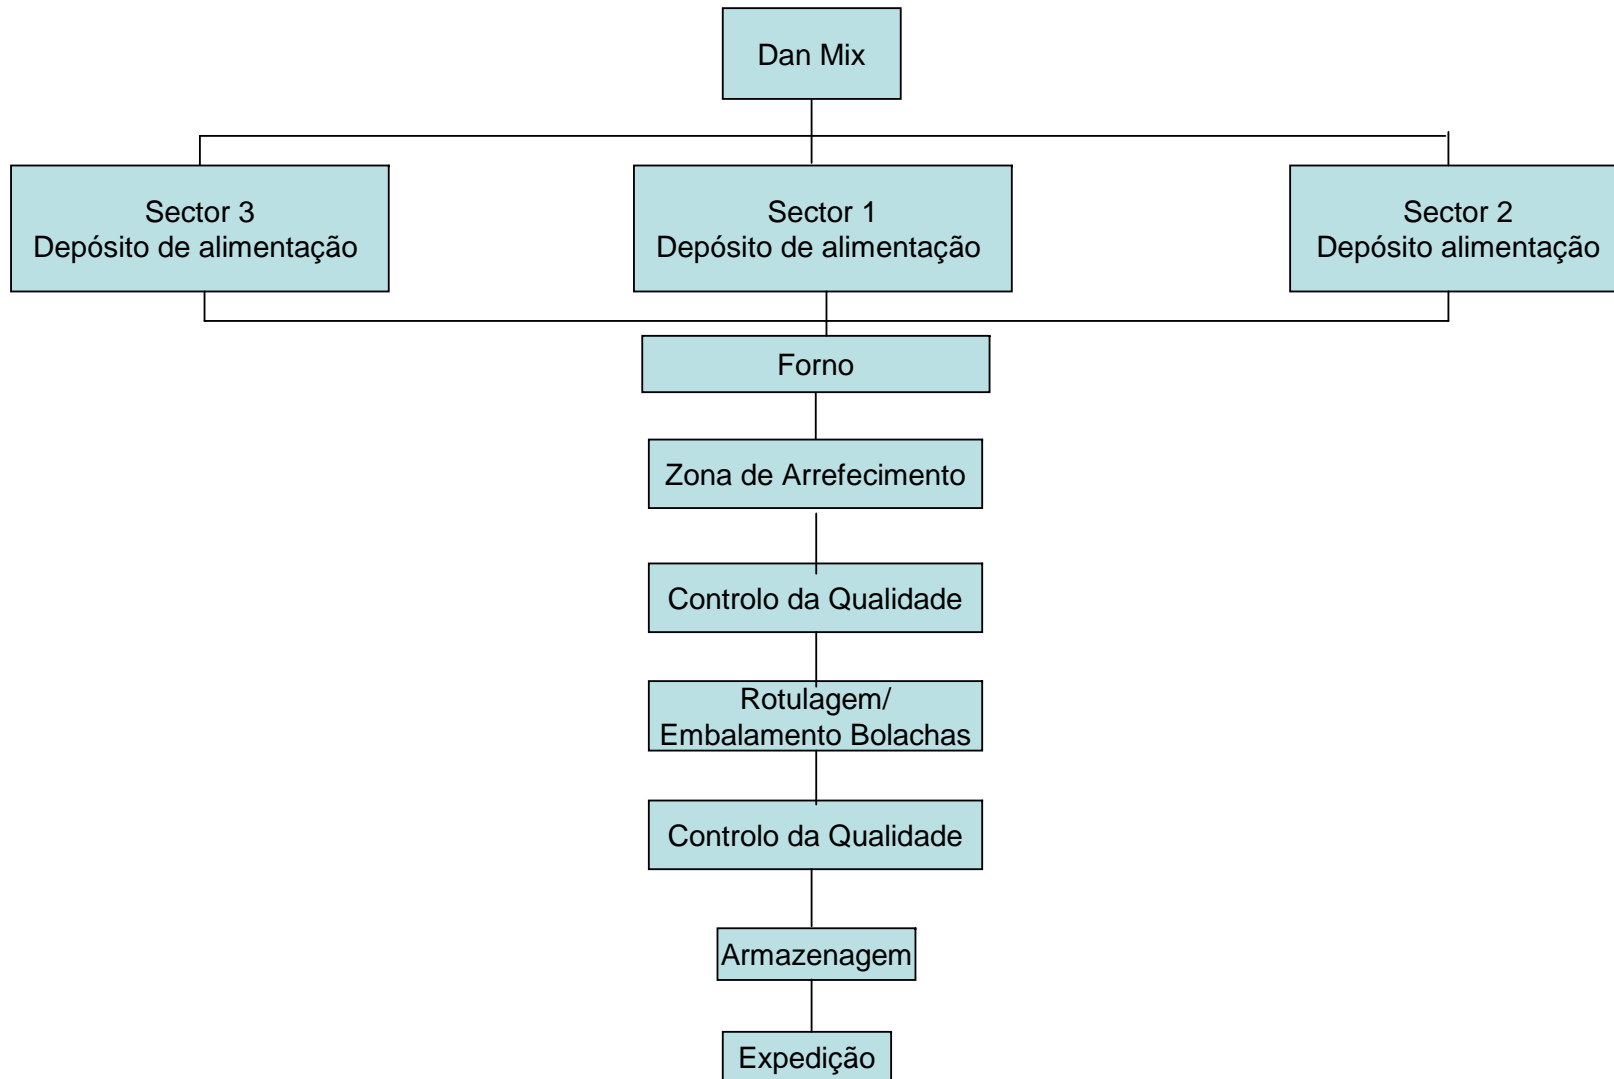 Dan Mix
Sector 3
Depósito de alimentação
Sector 1
Depósito de alimentação
Sector 2
Depósito alimentação
Forno
Zona de Arrefecimento
Controlo da Qualidade
Rotulagem/
Embalamento Bolachas
Controlo da Qualidade
Armazenagem
Expedição